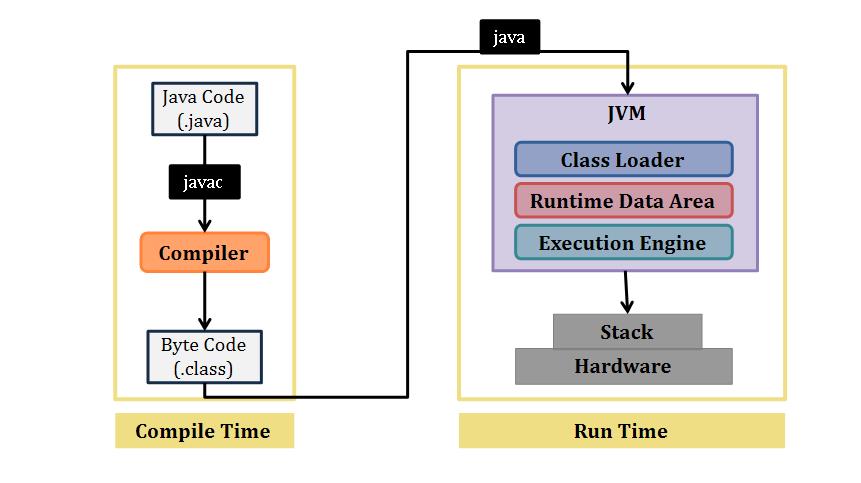 Java Code
(.java)
javac
Compiler
Byte Code
(.class)
Compile Time
java
JVM
Class Loader
Runtime Data Area
Execution Engine
Stack
Hardware
Run Time